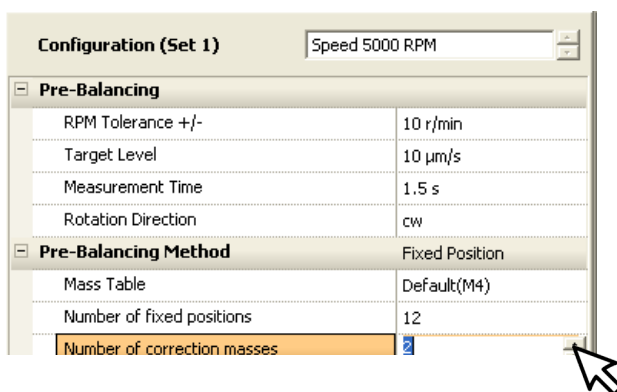 Configuration (Set 1) Speed 5000 RPM
Pre-Balancing
RPM Tolerance +/- 10 r/min
Target Level 10 µm/s
Measurement Time 1.5 s
Rotation Direction cw
Pre-Balancing Method Fixed Position
Mass Table Default(M4)
Number of fixed positions 12
Number of correction masses 2